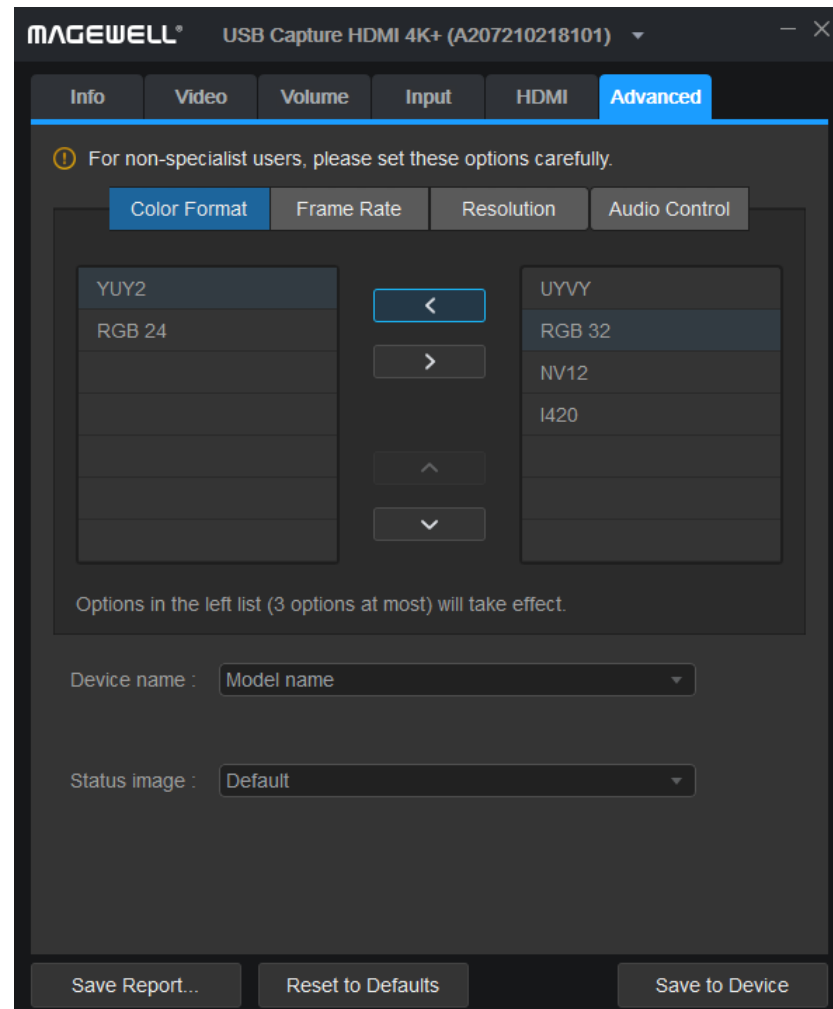 MAGEWELL® USB Capture HDMI 4K+ (A207210218101)
Info Video Volume Input HDMI Advanced
For non-specialist users, please set these options carefully.
Color Format Frame Rate Resolution Audio Control
YUY2
RGB 24
UYVY
RGB 32
NV12
I420
Options in the left list (3 options at most) will take effect.
Device name : Model name
Status image : Default
Save Report... Reset to Defaults Save to Device